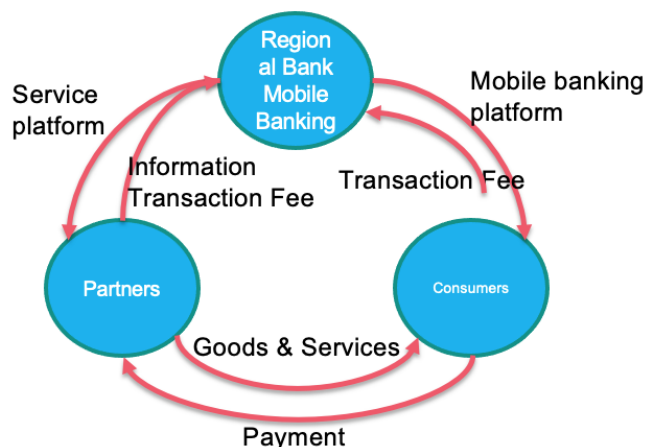 Region
al Bank
Mobile
Banking
Service
platform
Mobile banking
platform
Information
Transaction Fee
Transaction Fee
Partners
Consumers
Goods & Services
Payment